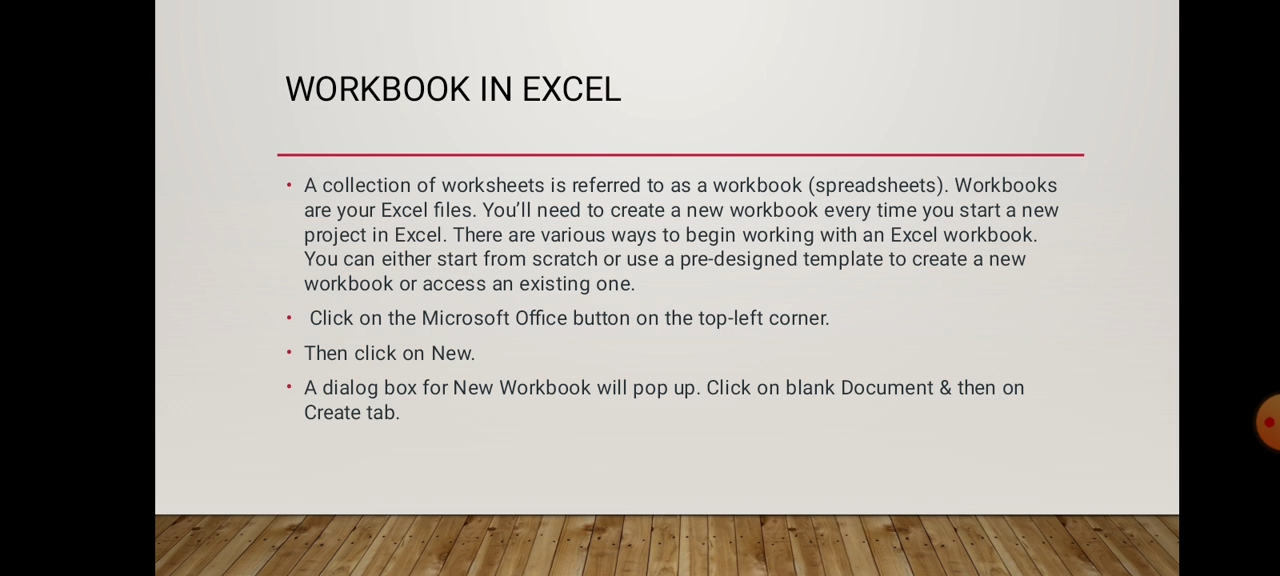 WORKBOOK IN EXCEL
• A collection of worksheets is referred to as a workbook (spreadsheets). Workbooks
are your Excel files. You’ll need to create a new workbook every time you start a new
project in Excel. There are various ways to begin working with an Excel workbook.
You can either start from scratch or use a pre-designed template to create a new
workbook or access an existing one.
• Click on the Microsoft Office button on the top-left corner.
• Then click on New.
• A dialog box for New Workbook will pop up. Click on blank Document & then on
Create tab.